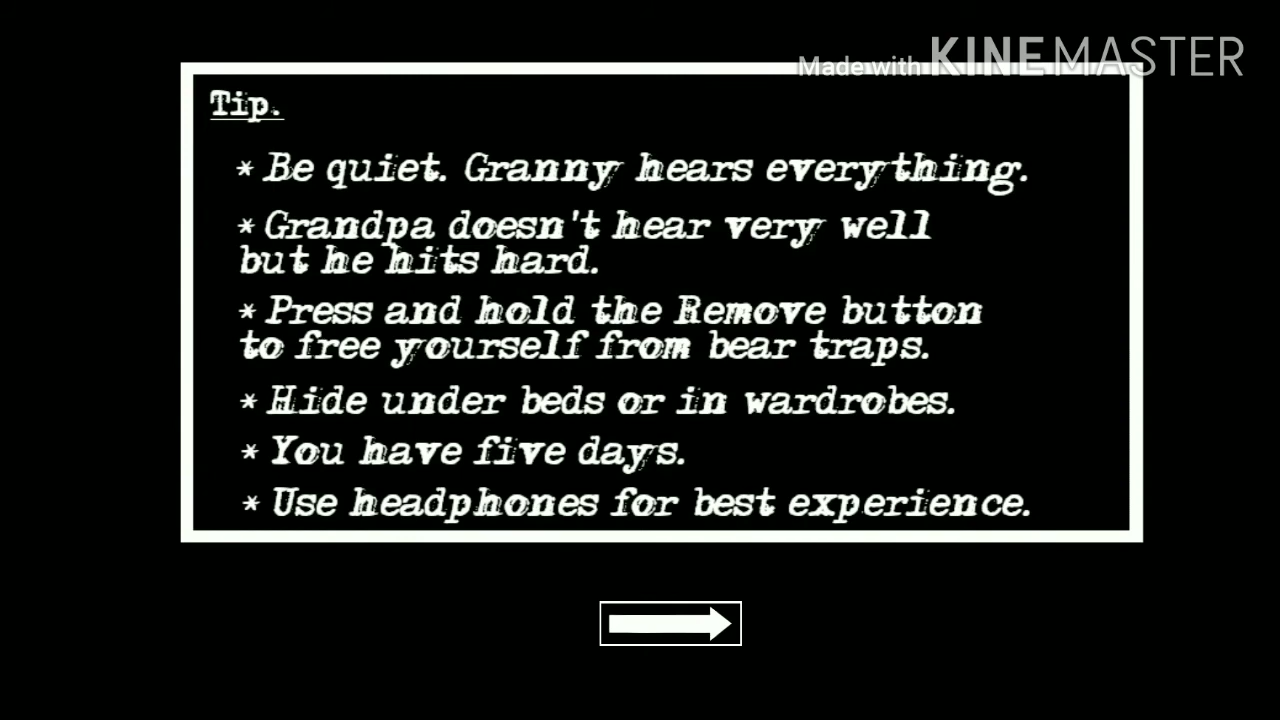 Made with KINEMASTER
Tip.
* Be quiet. Granny hears everything.
* Grandpa doesn't hear very well
but he hits hard.
* Press and hold the Remove button
to free yourself from bear traps.
* Hide under beds or in wardrobes.
* You have five days.
* Use headphones for best experience.